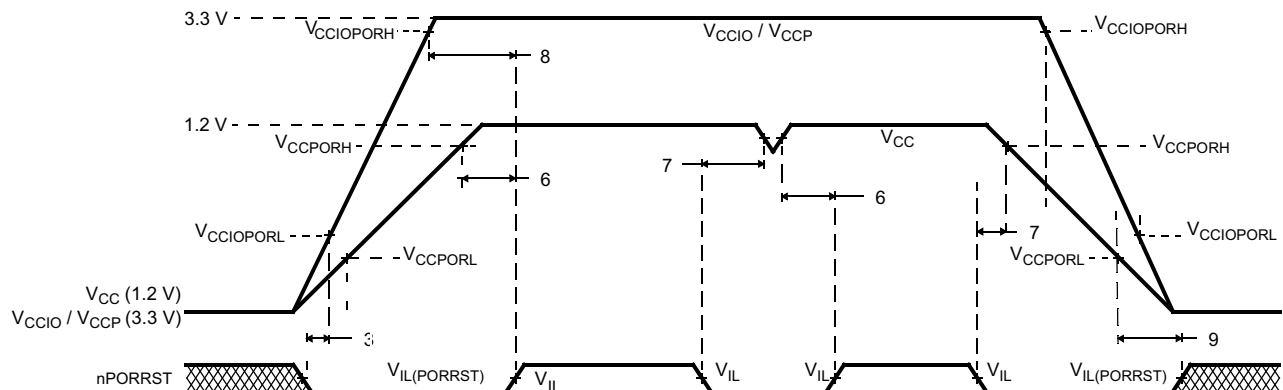 3.3 V
VCCIOPORH
VCCIO / VCCP
VCCIOPORH
8
1.2 V
VCCPORH
VCC
VCCPORH
7
6
6
7
VCCIOPORL
VCCPORL
VCCPORL
VCCIOPORL
VCC (1.2 V)
VCCIO / VCCP (3.3 V)
3
9
nPORRST
VIL(PORRST)
VIL
VIL
VIL
VIL
VIL(PORRST)